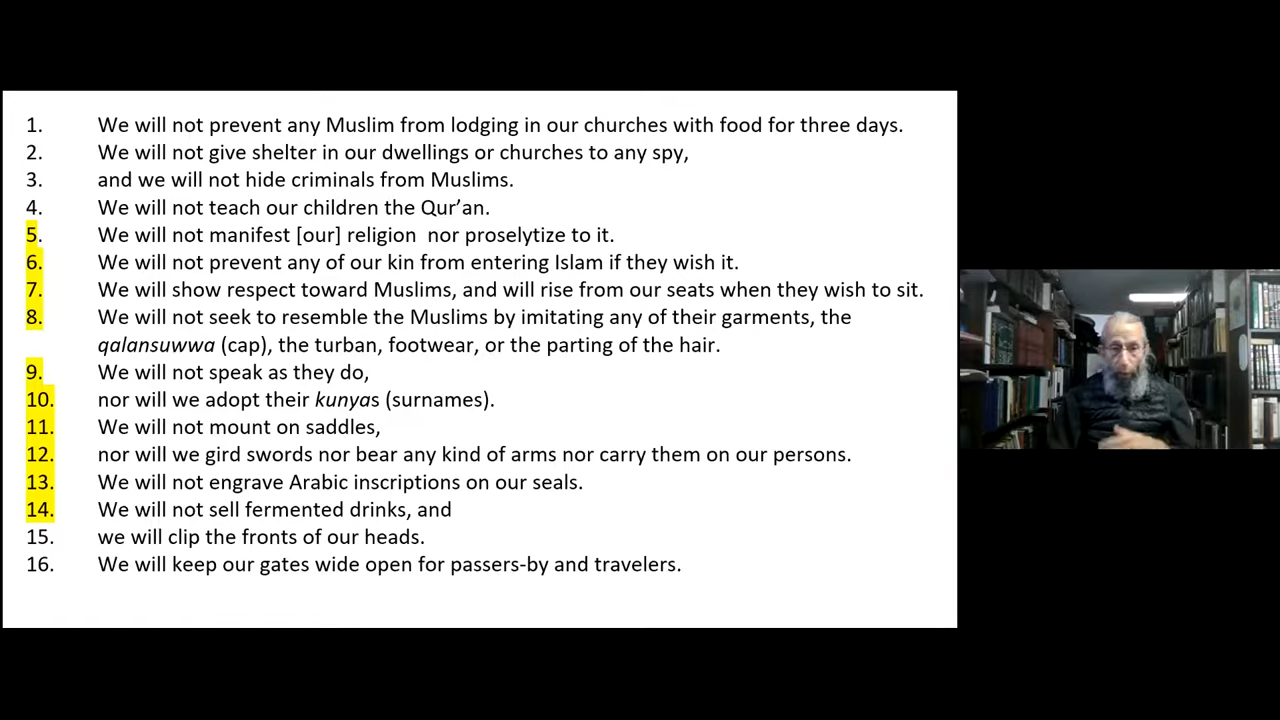 1. We will not prevent any Muslim from lodging in our churches with food for three days.
2. We will not give shelter in our dwellings or churches to any spy,
3. and we will not hide criminals from Muslims.
4. We will not teach our children the Qur’an.
5. We will not manifest [our] religion  nor proselytize to it.
6. We will not prevent any of our kin from entering Islam if they wish it.
7. We will show respect toward Muslims, and will rise from our seats when they wish to sit.
8. We will not seek to resemble the Muslims by imitating any of their garments, the
qalansuwwa (cap), the turban, footwear, or the parting of the hair.
9. We will not speak as they do,
10. nor will we adopt their kunyas (surnames).
11. We will not mount on saddles,
12. nor will we gird swords nor bear any kind of arms nor carry them on our persons.
13. We will not engrave Arabic inscriptions on our seals.
14. We will not sell fermented drinks, and
15. we will clip the fronts of our heads.
16. We will keep our gates wide open for passers-by and travelers.